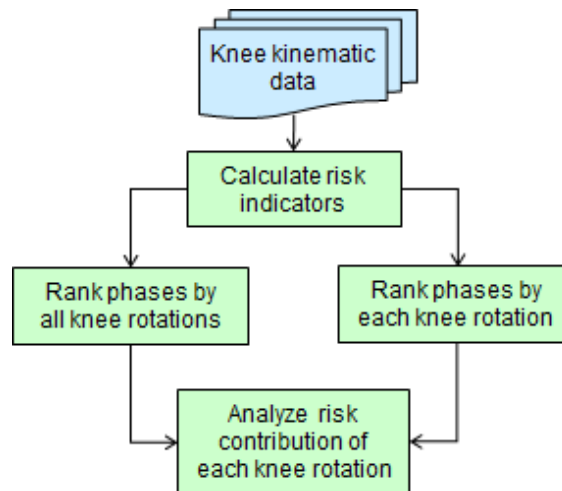 Knee kinematic
data
Calculate risk
indicators
Rank phases by
all knee rotations
Rank phases by
each knee rotation
Analyze risk
contribution of
each knee rotation